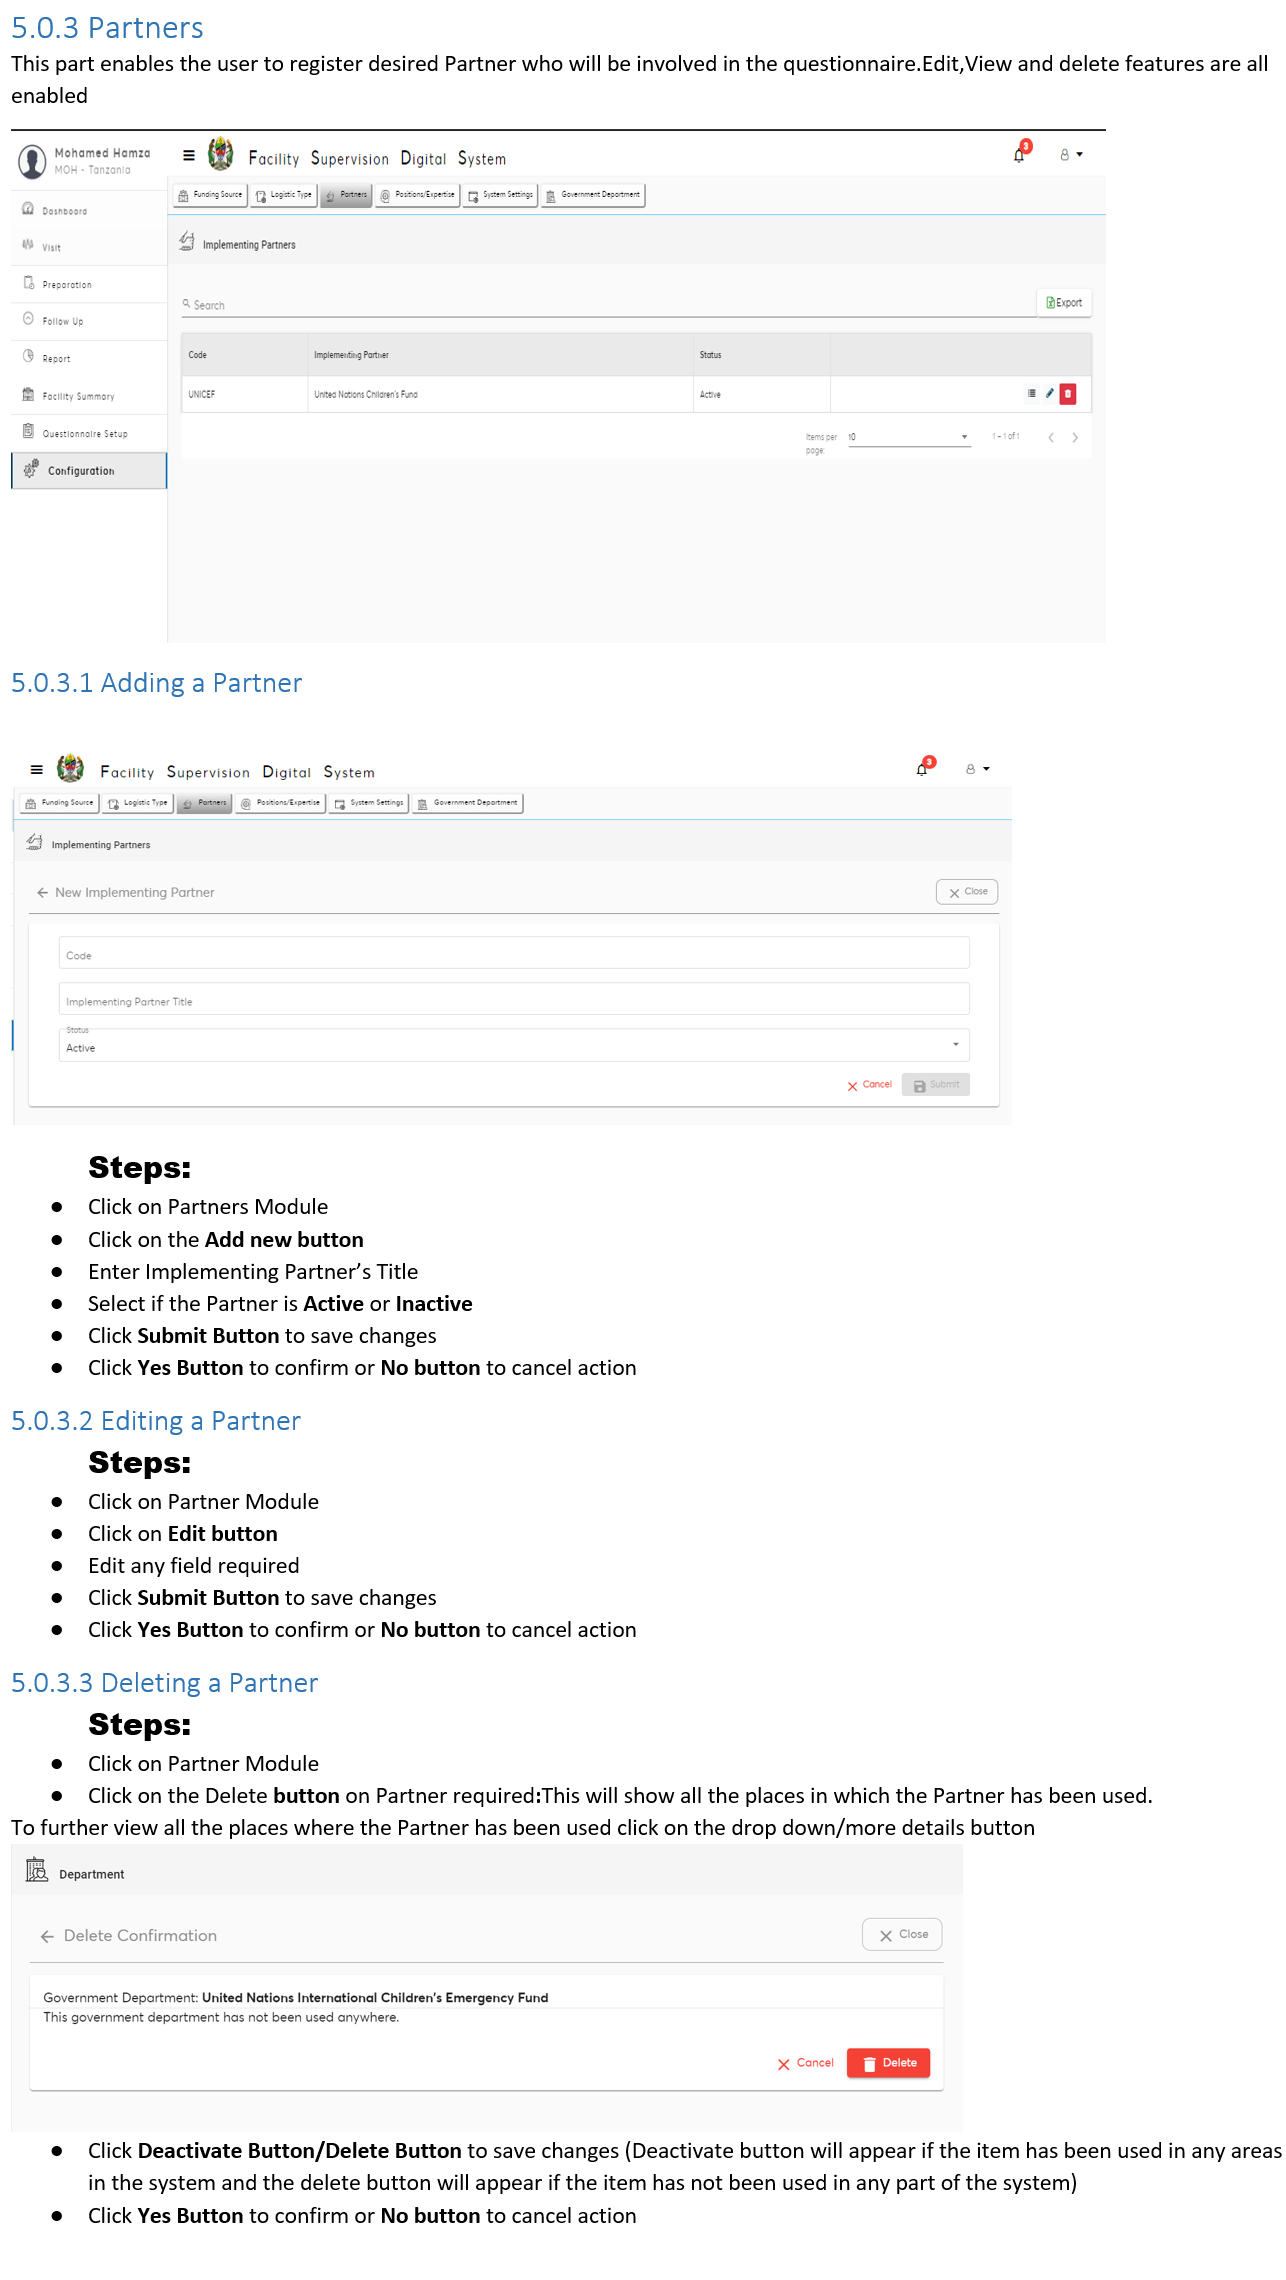 5.0.3 Partners
This part enables the user to register desired Partner who will be involved in the questionnaire.Edit,View and delete features are all
enabled
Mohamed Hamza
MOH - Tanzania
Facility Supervision Digital System
3
Funding Source Logistic Type Partners Positions/Expertise System Settings Government Department
Dashboard
Visit
Preparation
Follow Up
Report
Facility Summary
Questionnaire Setup
Configuration
Implementing Partners
Search
Export
Code Implementing Partner Status
UNICEF United Nations Children's Fund Active
Items per page: 10 1 - 1 of 1
5.0.3.1 Adding a Partner
Facility Supervision Digital System
3
Funding Source Logistic Type Partners Positions/Expertise System Settings Government Department
Implementing Partners
New Implementing Partner
Close
Code
Implementing Partner Title
Status
Active
Cancel Submit
Steps:
● Click on Partners Module
● Click on the Add new button
● Enter Implementing Partner’s Title
● Select if the Partner is Active or Inactive
● Click Submit Button to save changes
● Click Yes Button to confirm or No button to cancel action
5.0.3.2 Editing a Partner
Steps:
● Click on Partner Module
● Click on Edit button
● Edit any field required
● Click Submit Button to save changes
● Click Yes Button to confirm or No button to cancel action
5.0.3.3 Deleting a Partner
Steps:
● Click on Partner Module
● Click on the Delete button on Partner required:This will show all the places in which the Partner has been used.
To further view all the places where the Partner has been used click on the drop down/more details button
Department
Delete Confirmation
Close
Government Department: United Nations International Children's Emergency Fund
This government department has not been used anywhere.
Cancel Delete
● Click Deactivate Button/Delete Button to save changes (Deactivate button will appear if the item has been used in any areas
in the system and the delete button will appear if the item has not been used in any part of the system)
● Click Yes Button to confirm or No button to cancel action